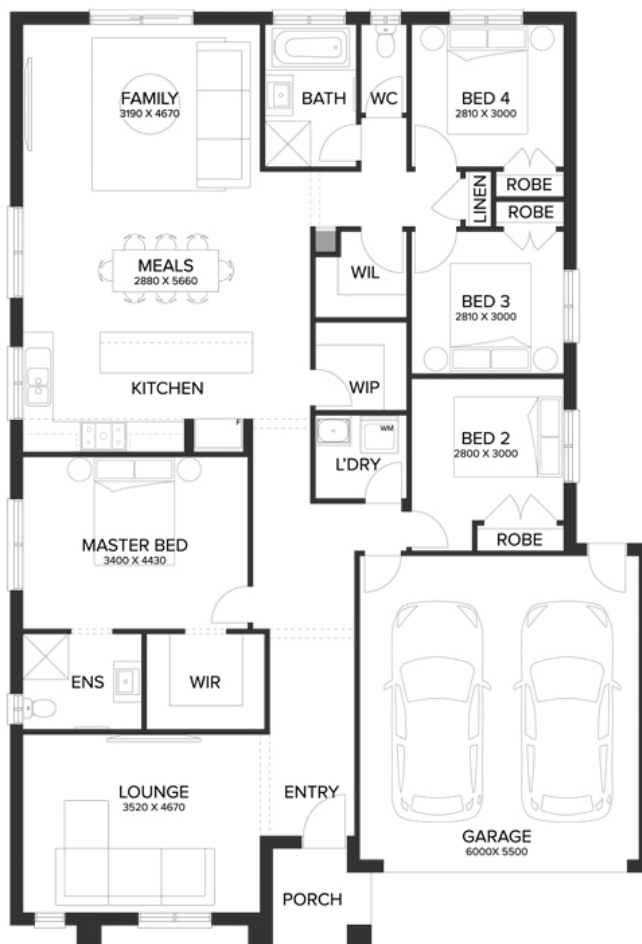 FAMILY
3190 X 4670
BATH
WC
BED 4
2810 X 3000
ROBE
LINEN
ROBE
MEALS
2880 X 5660
WIL
BED 3
2810 X 3000
KITCHEN
WIP
F
WM
L'DRY
BED 2
2800 X 3000
ROBE
MASTER BED
3400 X 4430
ENS
WIR
LOUNGE
3520 X 4670
ENTRY
GARAGE
6000X 5500
PORCH